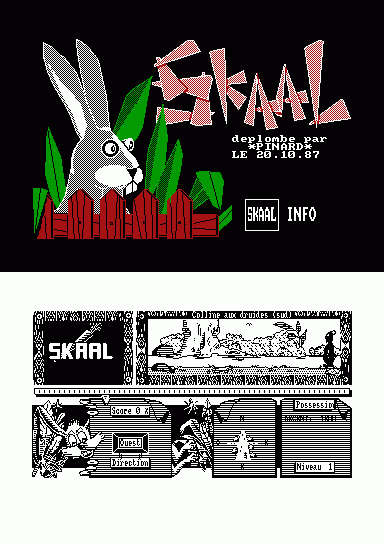 SKAAL
deplombe par
*PINARD*
LE 20.10.87
SKAAL INFO
Colline aux druides (sud)
SKAAL
Score 0 %
Possession
Ouest
Direction
Niveau 1